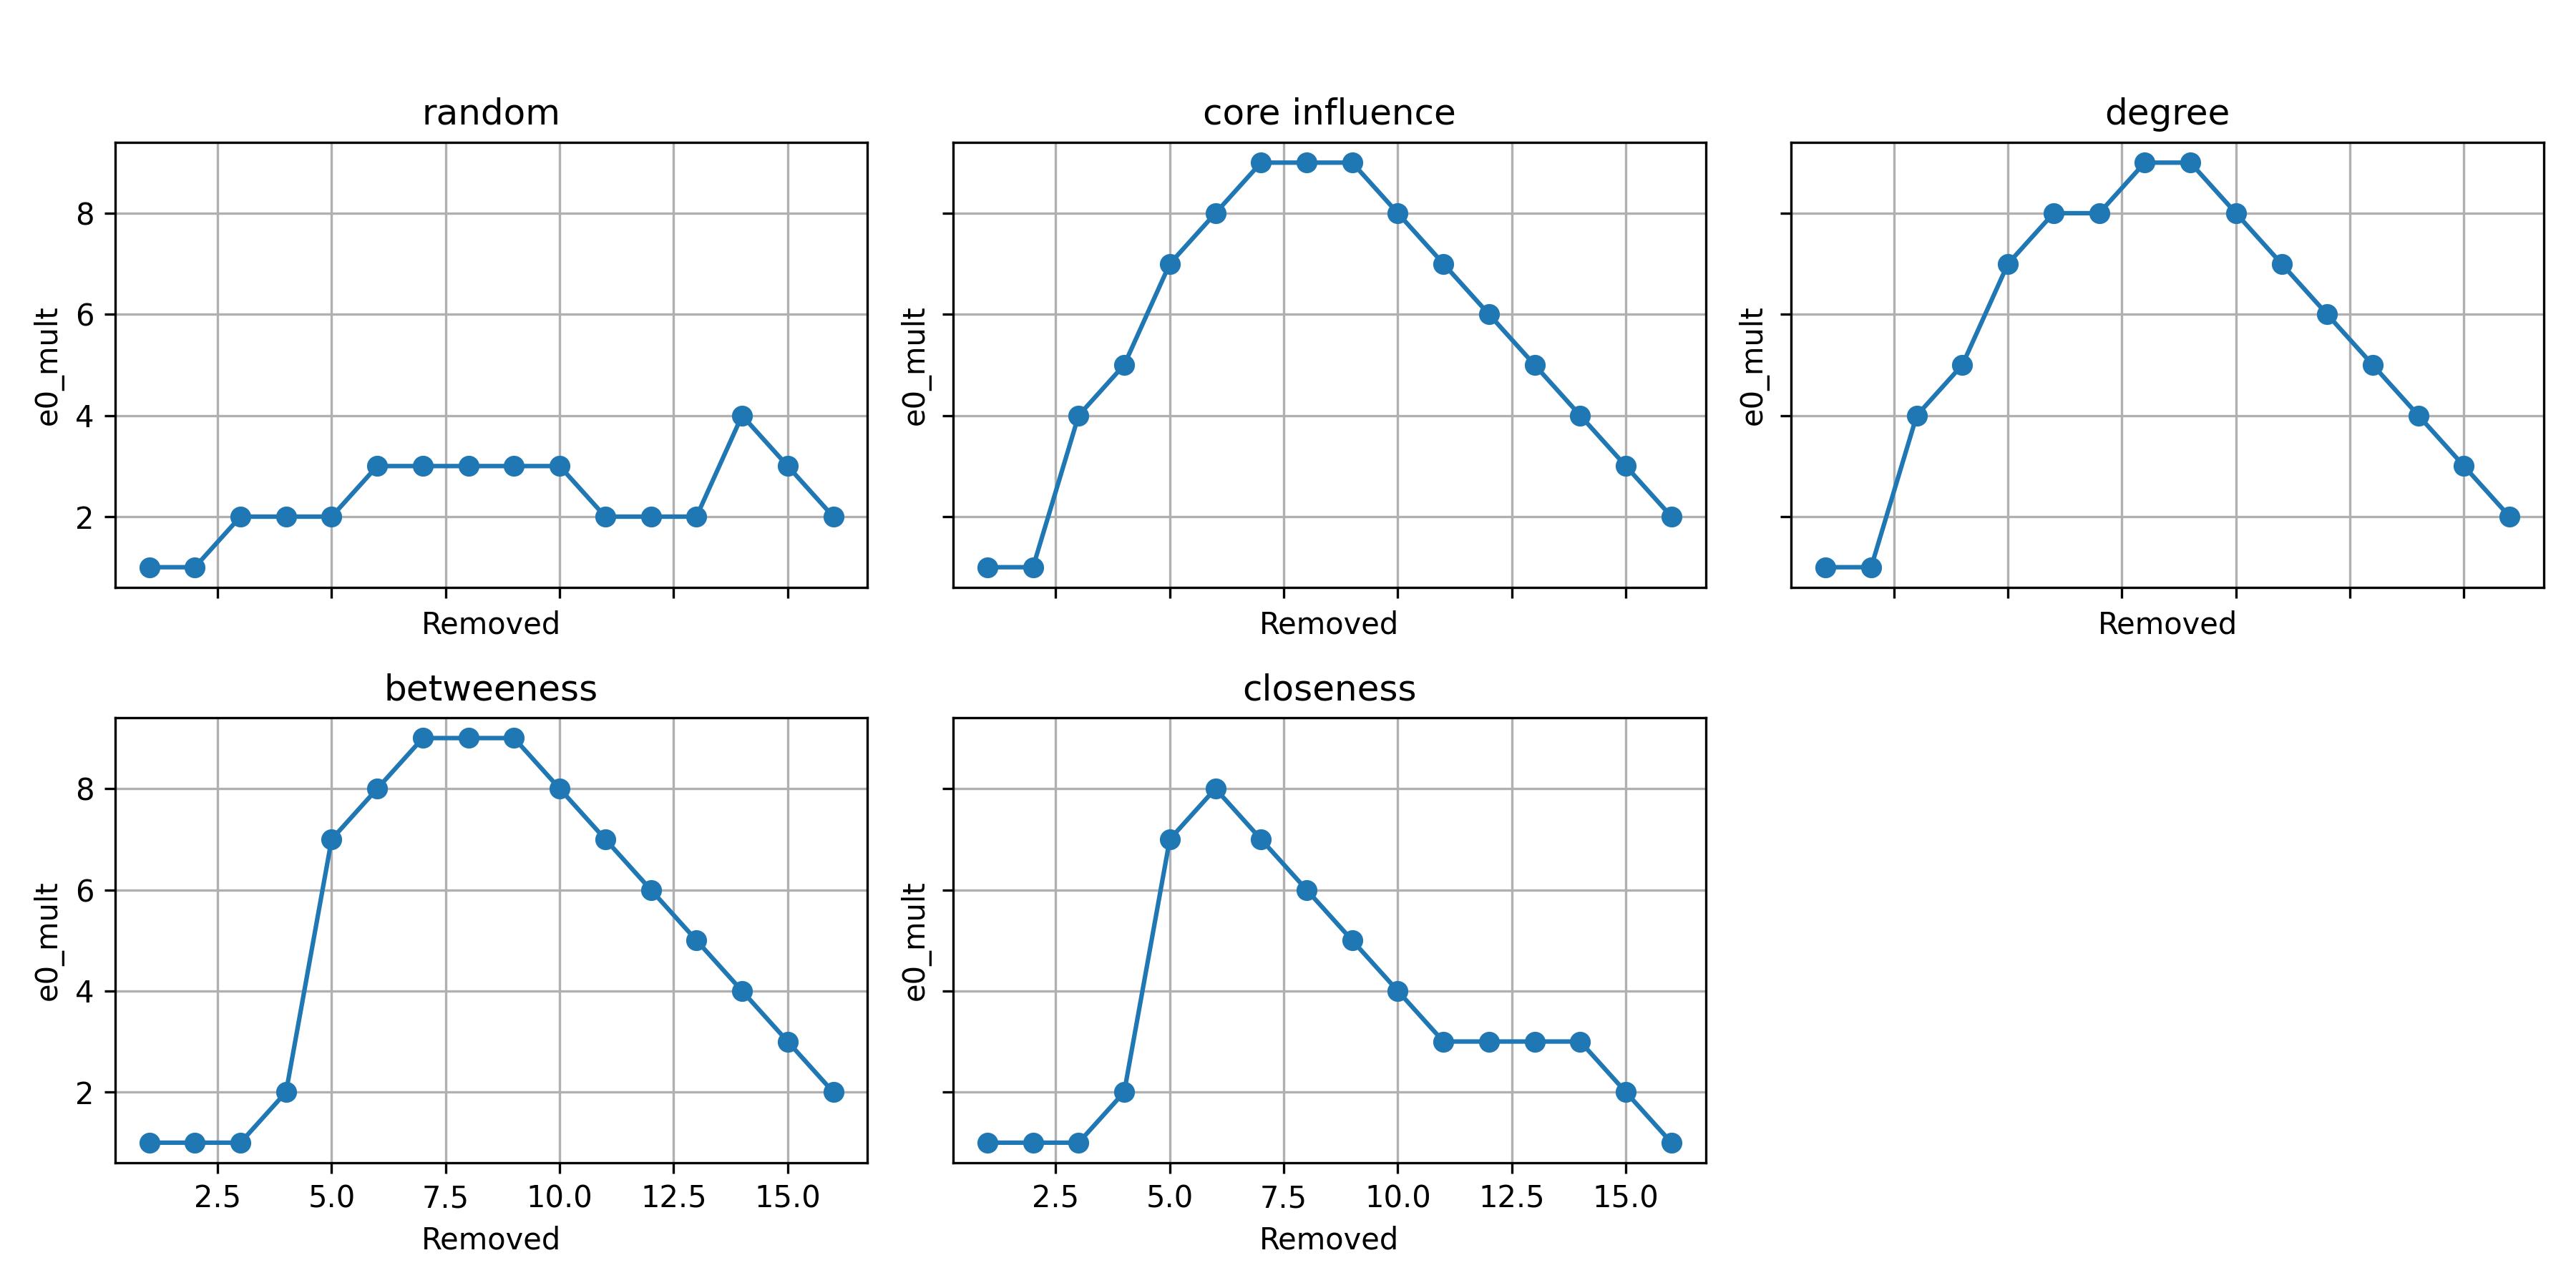 random
core influence
degree
8
6
4
2
e0_mult
e0_mult
e0_mult
Removed
Removed
Removed
betweeness
closeness
8
6
4
2
e0_mult
e0_mult
2.5 5.0 7.5 10.0 12.5 15.0
2.5 5.0 7.5 10.0 12.5 15.0
Removed
Removed